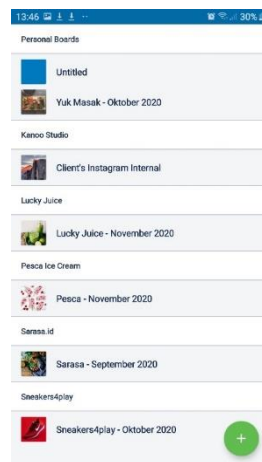 13:46 30%
Personal Boards
Untitled
Yuk Masak - Oktober 2020
Kanoo Studio
Client's Instagram Internal
Lucky Juice
Lucky Juice - November 2020
Pesca Ice Cream
Pesca - November 2020
Sarasa.id
Sarasa - September 2020
Sneakers4play
Sneakers4play - Oktober 2020
+